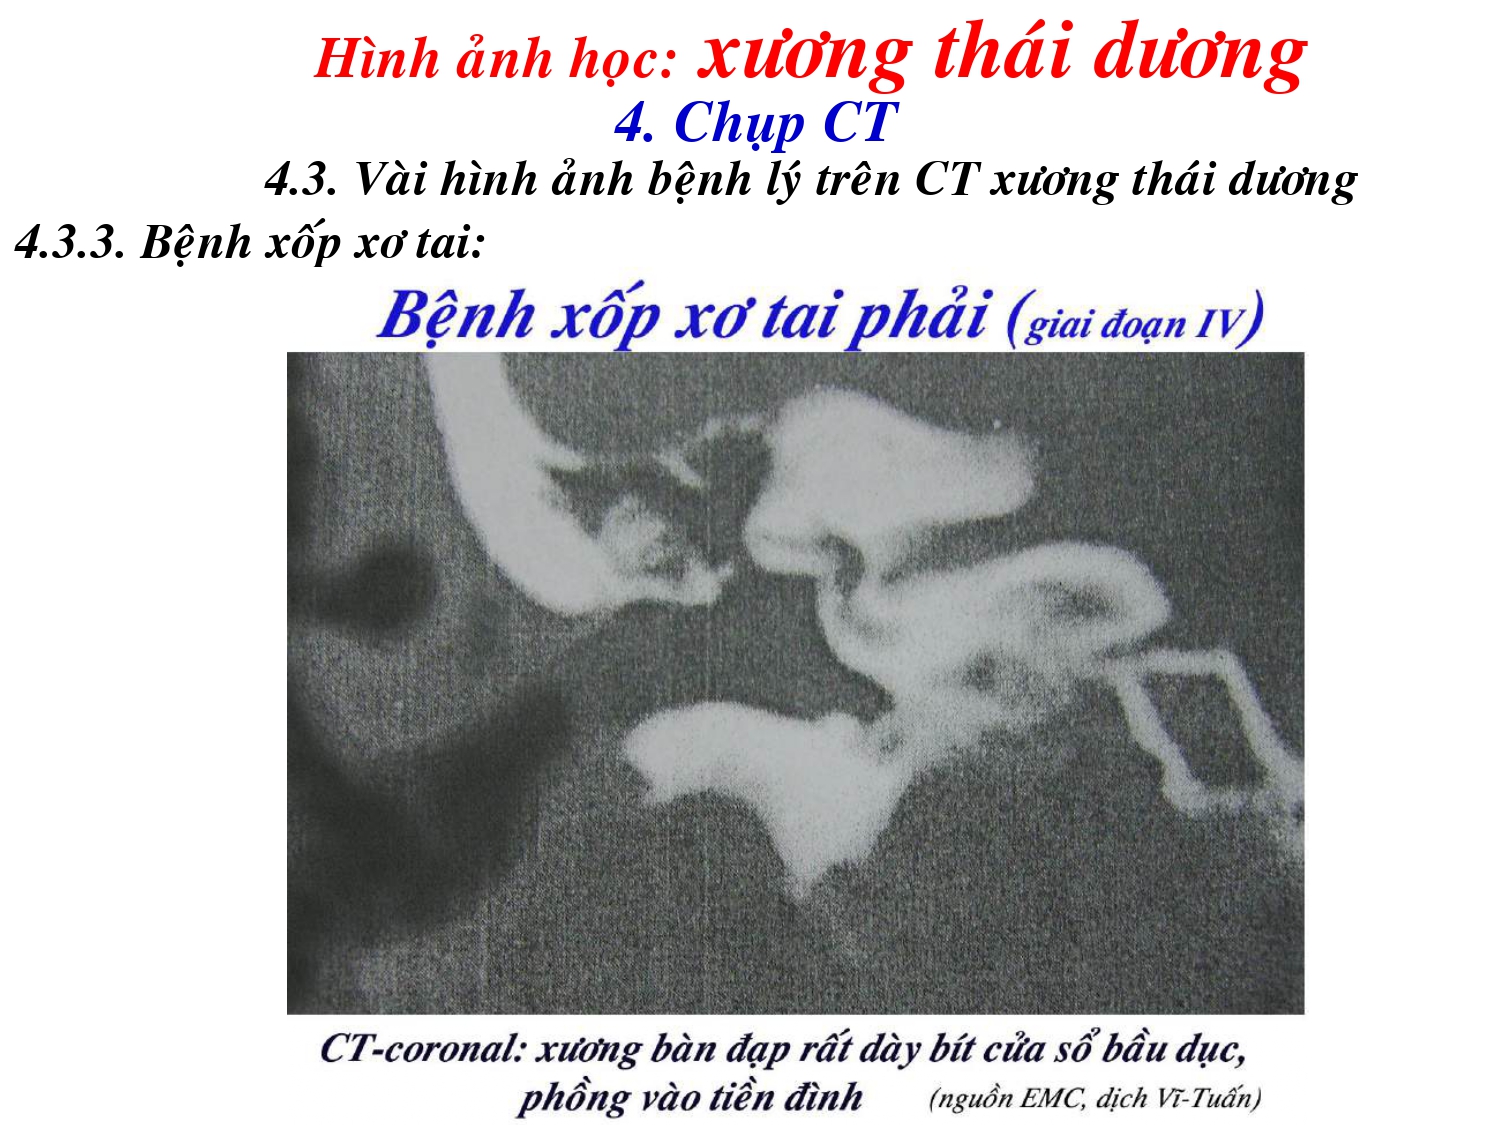 Hình ảnh học: xương thái dương
4. Chụp CT
4.3. Vài hình ảnh bệnh lý trên CT xương thái dương
4.3.3. Bệnh xốp xơ tai:
Bệnh xốp xơ tai phải (giai đoạn IV)
CT-coronal: xương bàn đạp rất dày bít cửa sổ bầu dục,
phồng vào tiền đình (nguồn EMC, dịch Vĩ-Tuấn)